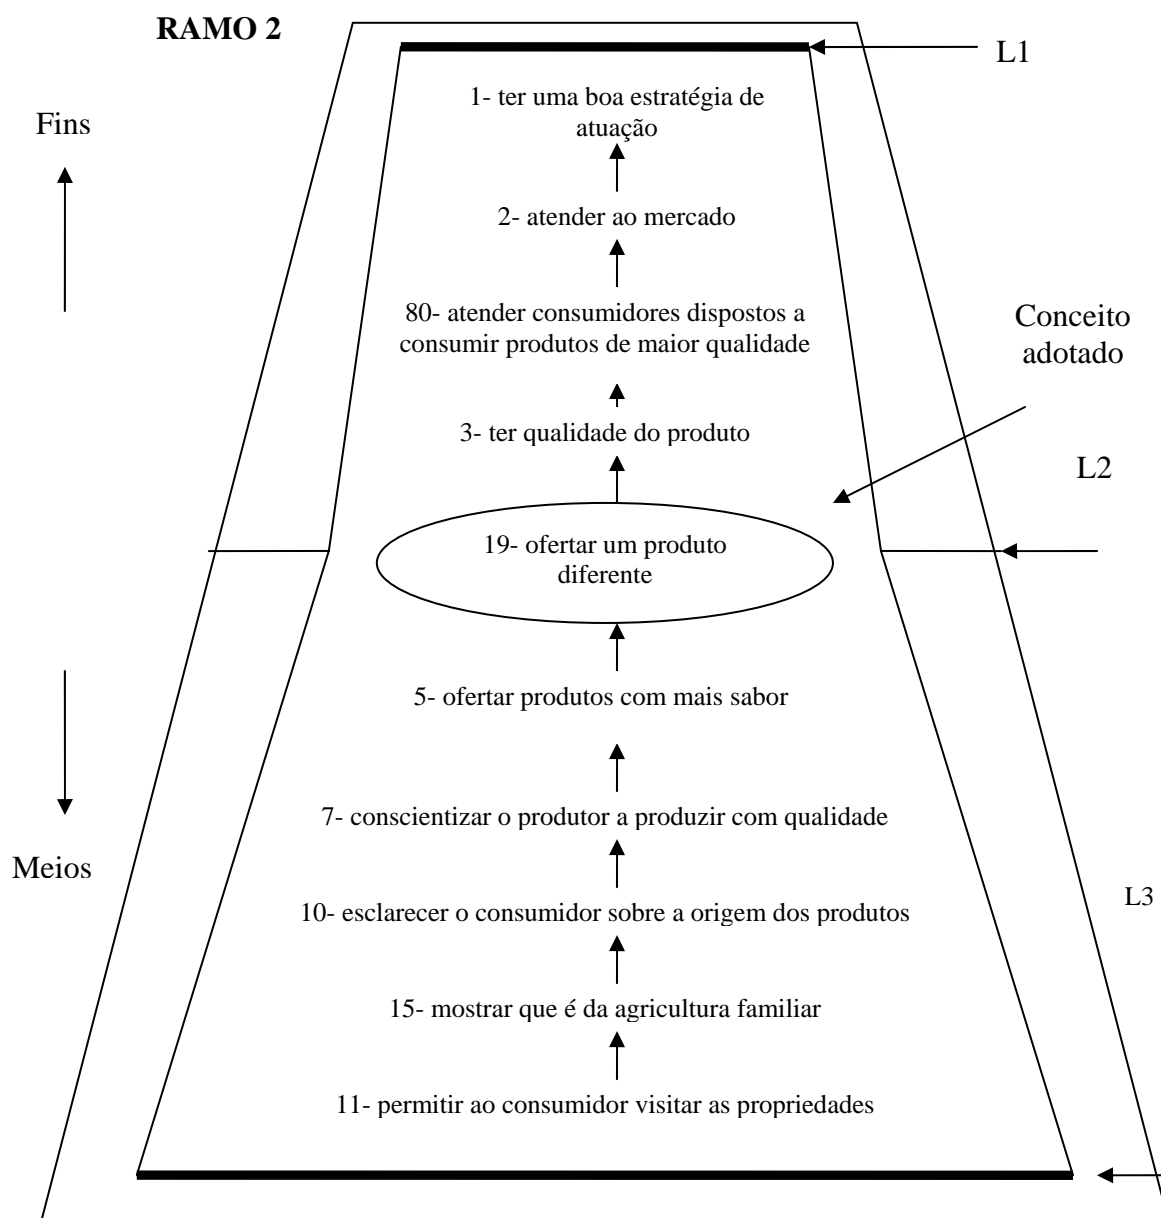 RAMO 2
L1
1- ter uma boa estratégia de
atuação
Fins
2- atender ao mercado
80- atender consumidores dispostos a
consumir produtos de maior qualidade
Conceito
adotado
3- ter qualidade do produto
L2
19- ofertar um produto
diferente
5- ofertar produtos com mais sabor
7- conscientizar o produtor a produzir com qualidade
Meios
10- esclarecer o consumidor sobre a origem dos produtos
L3
15- mostrar que é da agricultura familiar
11- permitir ao consumidor visitar as propriedades